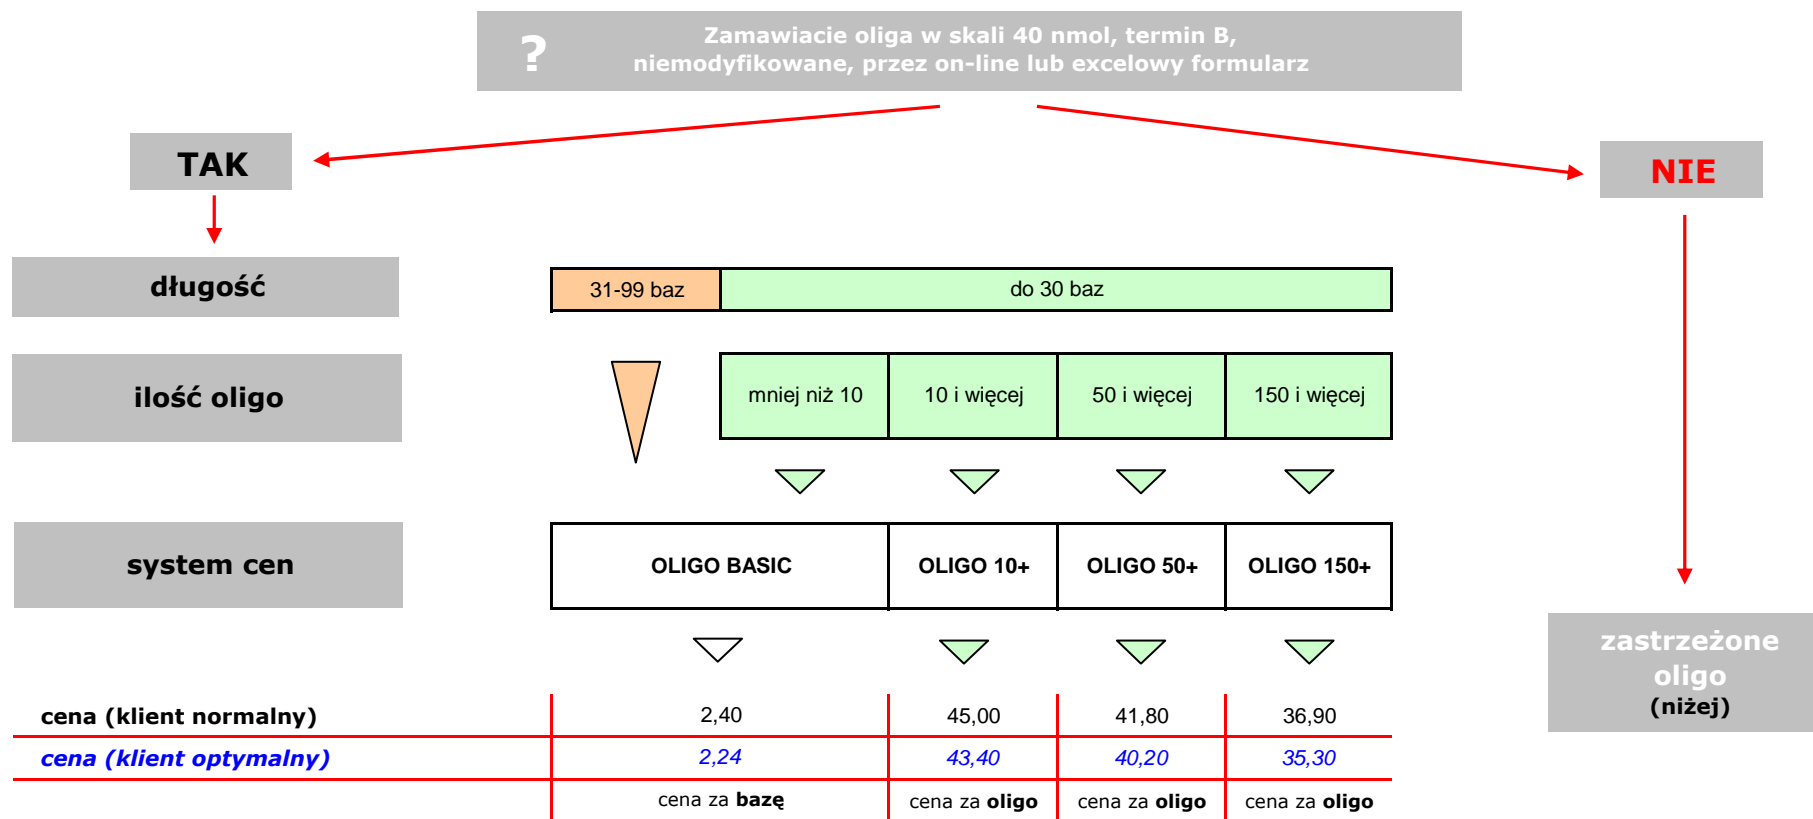 ?
Zamawiacie oliga w skali 40 nmol, termin B,
niemodyfikowane, przez on-line lub excelowy formularz
TAK
NIE
długość
31-99 baz
do 30 baz
ilość oligo
mniej niż 10
10 i więcej
50 i więcej
150 i więcej
system cen
OLIGO BASIC
OLIGO 10+
OLIGO 50+
OLIGO 150+
zastrzeżone
oligo
(niżej)
cena (klient normalny)
2,40
45,00
41,80
36,90
cena (klient optymalny)
2,24
43,40
40,20
35,30
cena za bazę
cena za oligo
cena za oligo
cena za oligo